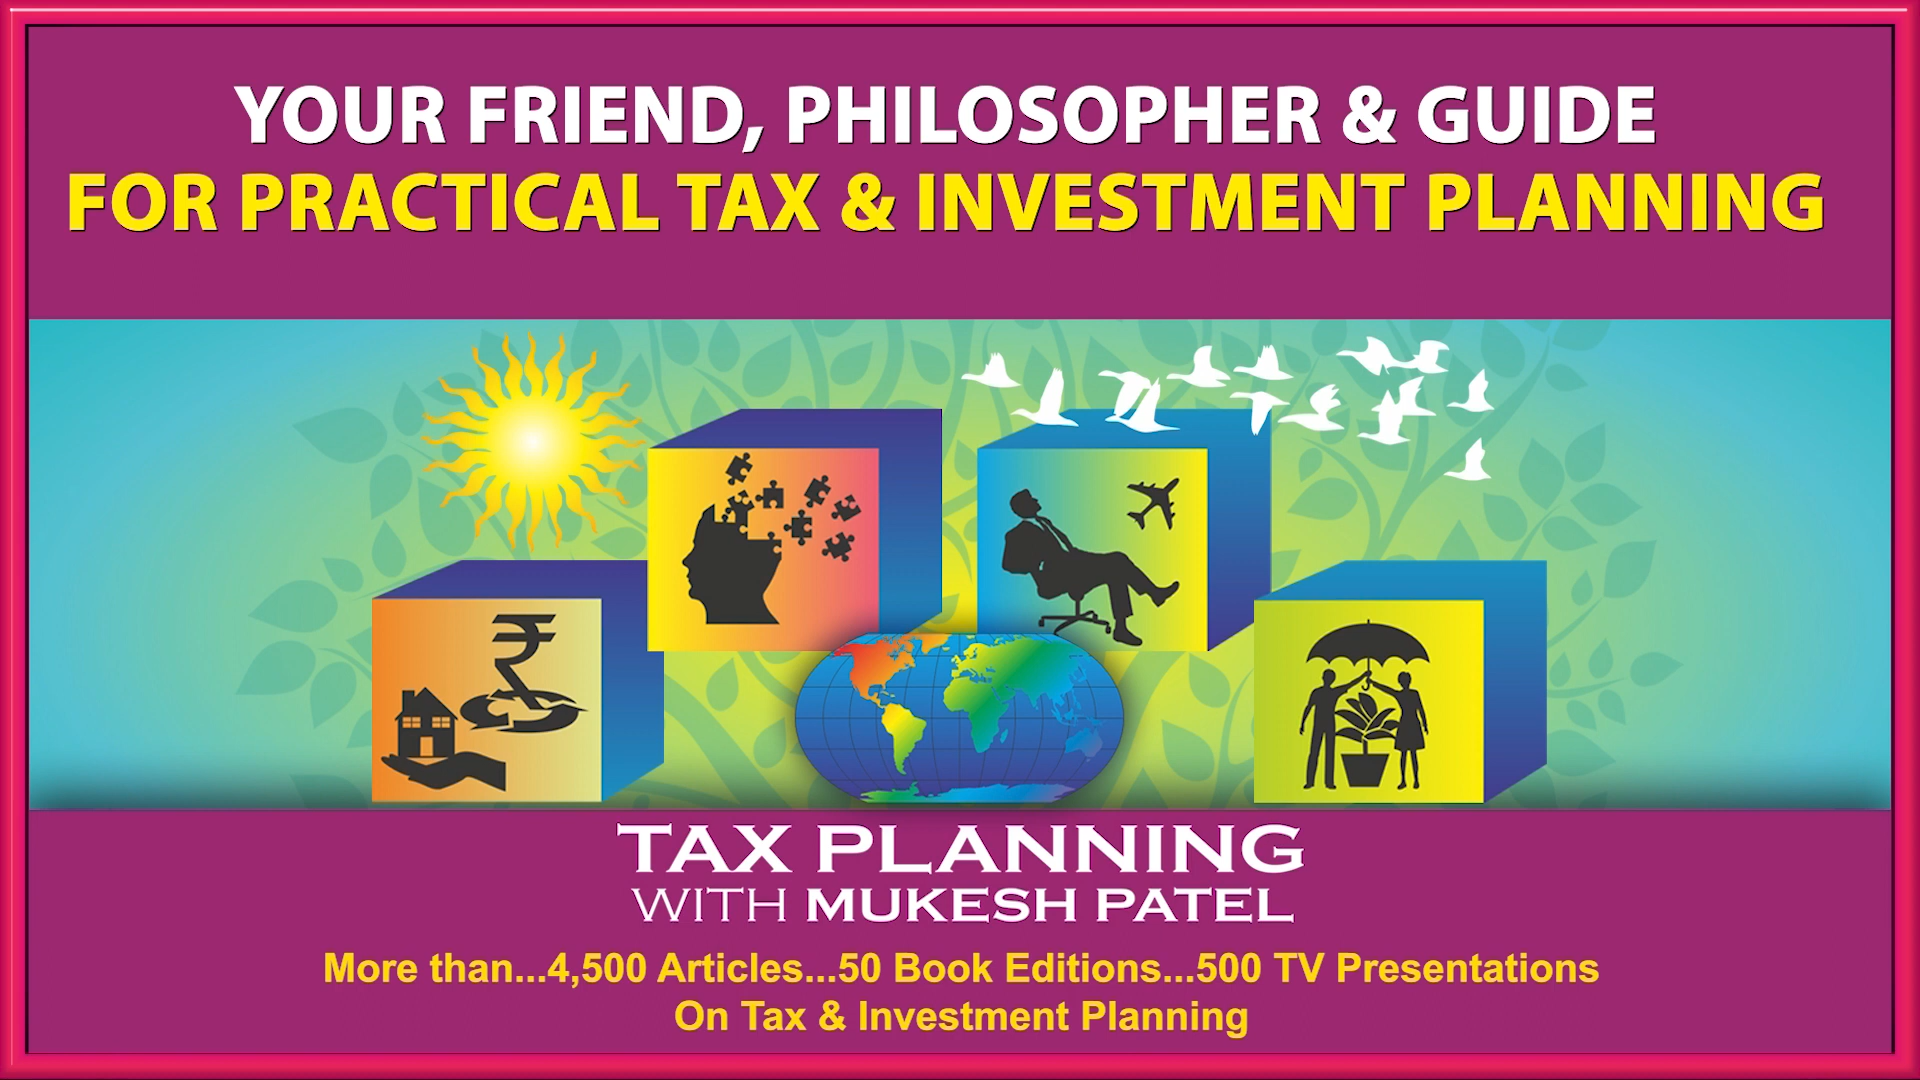 YOUR FRIEND, PHILOSOPHER & GUIDE
FOR PRACTICAL TAX & INVESTMENT PLANNING
₹
TAX PLANNING
WITH MUKESH PATEL
More than...4,500 Articles...50 Book Editions...500 TV Presentations
On Tax & Investment Planning